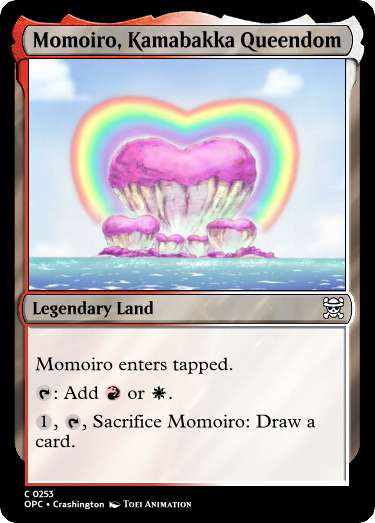 Momoiro, Kamabakka Queendom
Legendary Land
Momoiro enters tapped.
: Add or .
1, , Sacrifice Momoiro: Draw a
card.
C 0253
OPC • Crashington TOEI ANIMATION